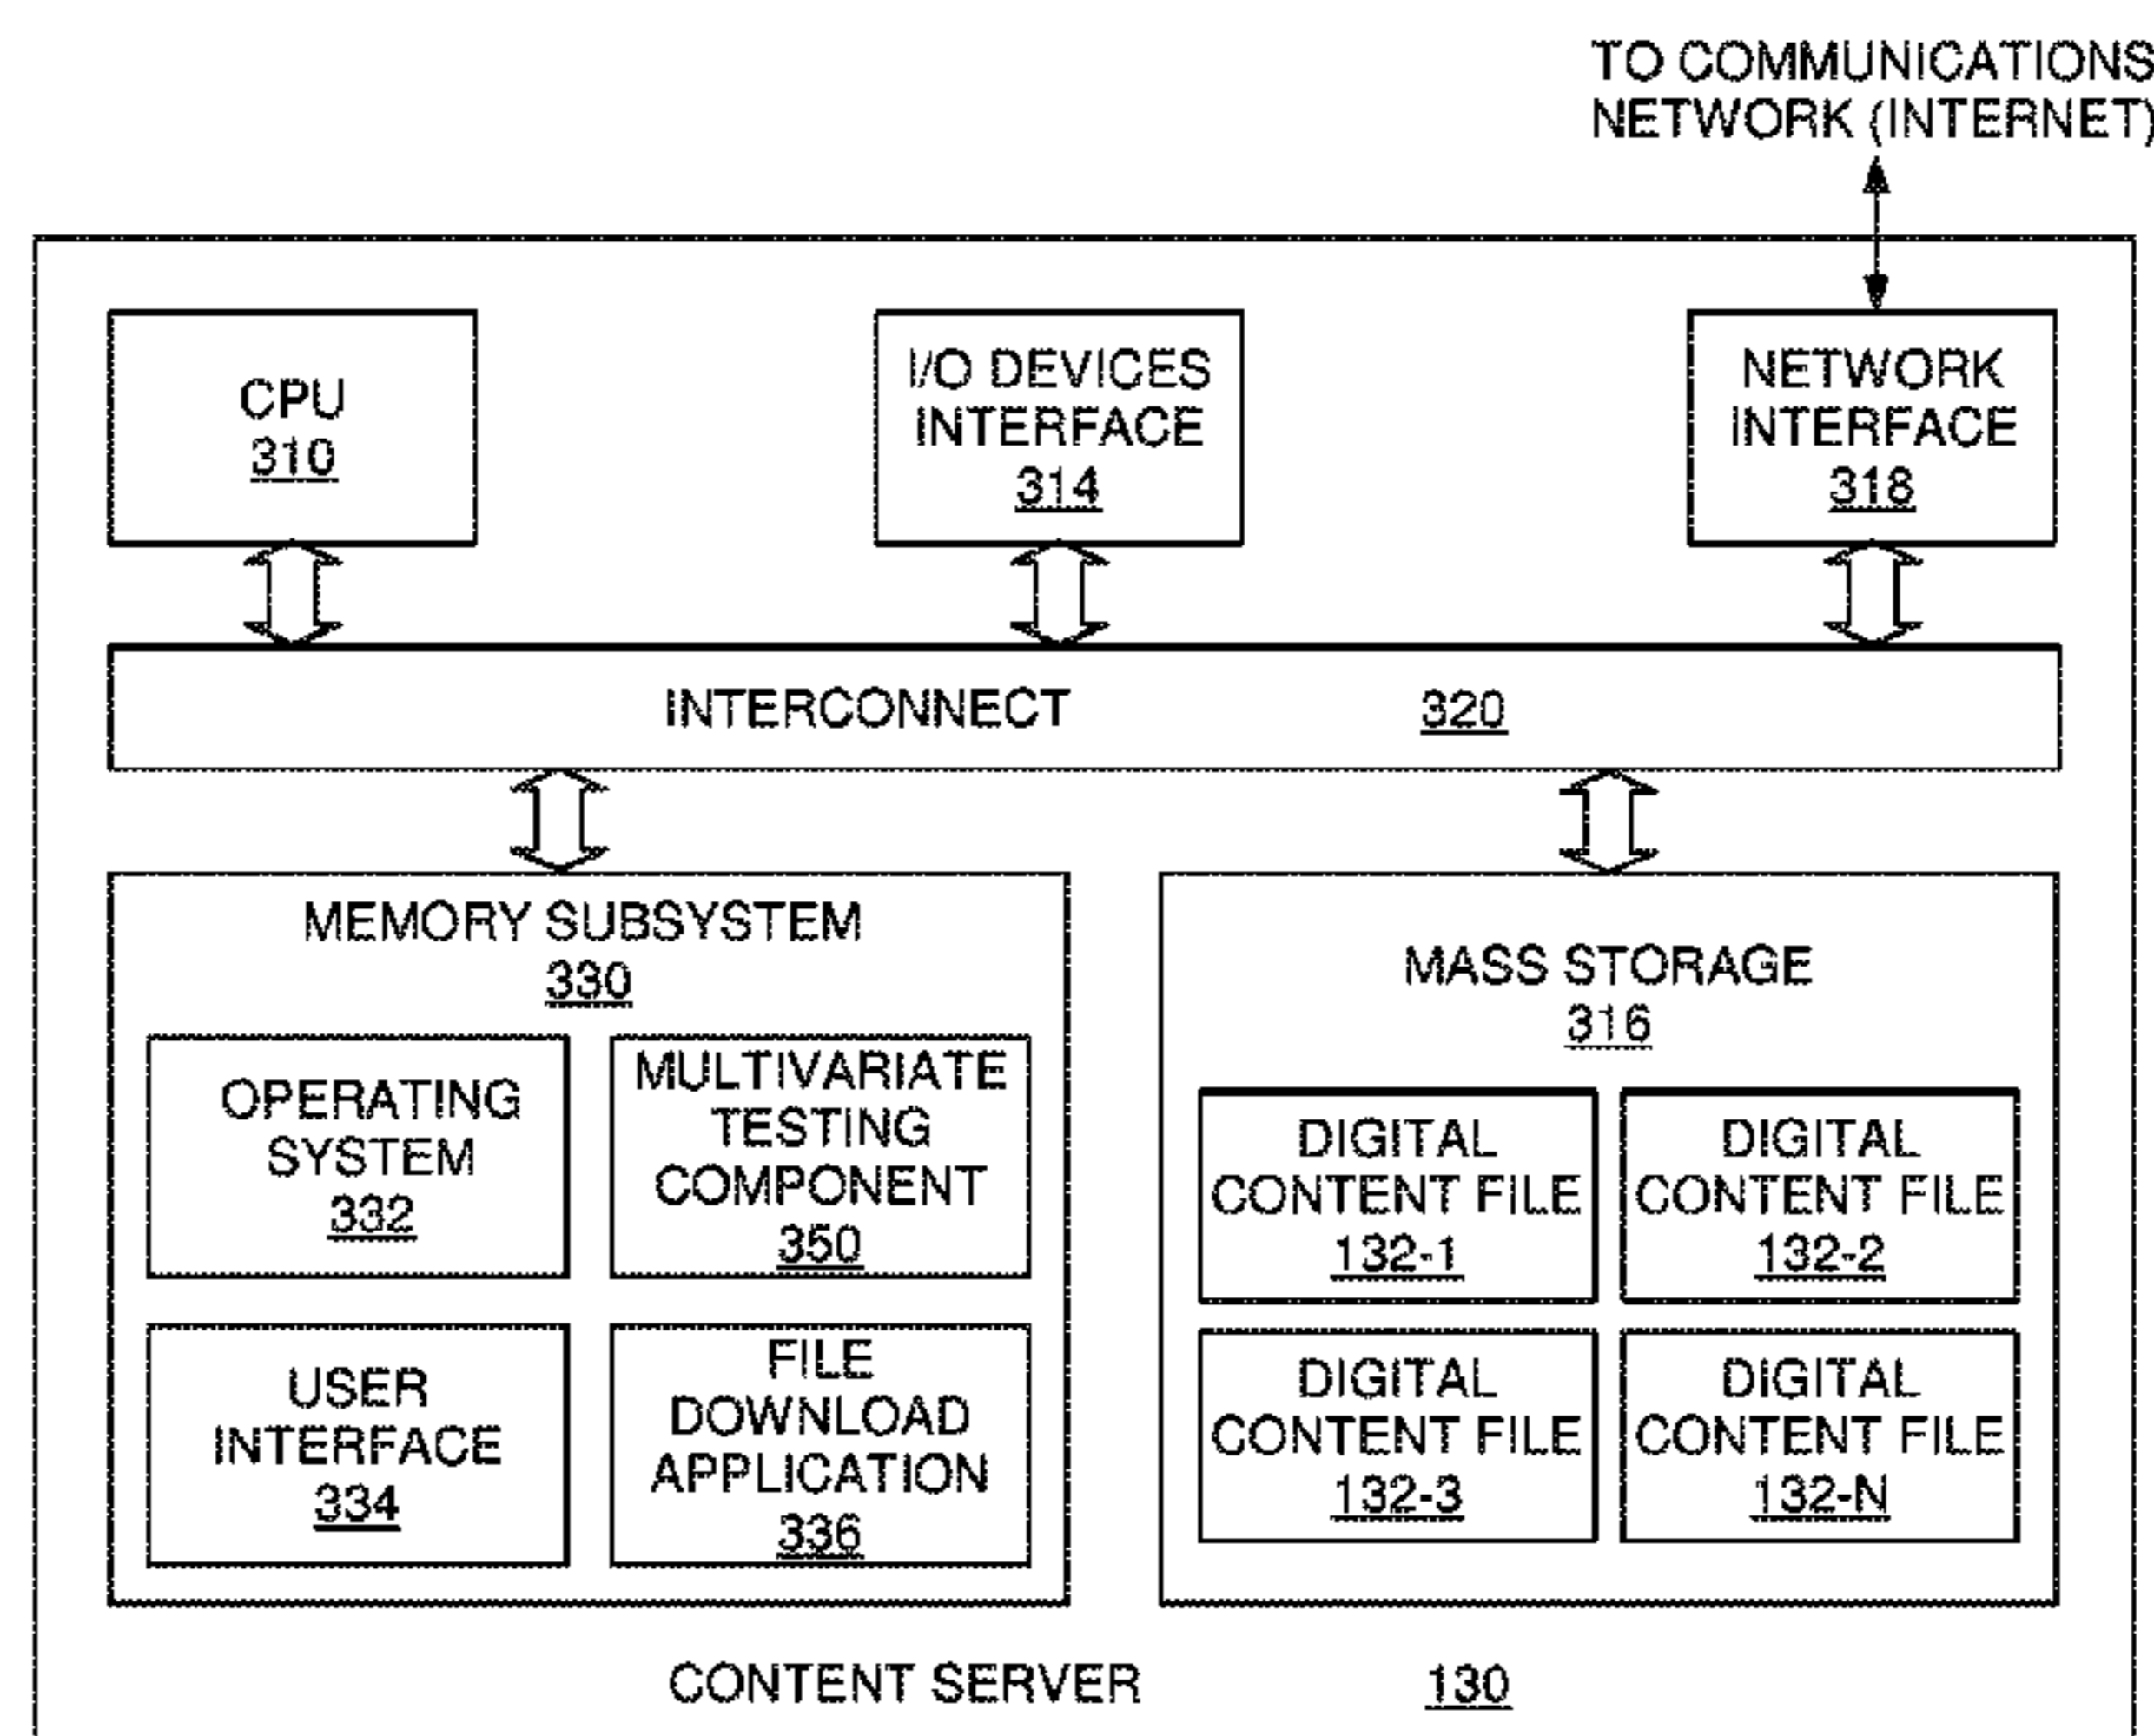 TO COMMUNICATIONS
NETWORK (INTERNET)
CPU
310
I/O DEVICES
INTERFACE
314
NETWORK
INTERFACE
318
INTERCONNECT 320
MEMORY SUBSYSTEM
330
OPERATING
SYSTEM
332
MULTIVARIATE
TESTING
COMPONENT
350
USER
INTERFACE
334
FILE
DOWNLOAD
APPLICATION
336
MASS STORAGE
316
DIGITAL
CONTENT FILE
132-1
DIGITAL
CONTENT FILE
132-2
DIGITAL
CONTENT FILE
132-3
DIGITAL
CONTENT FILE
132-N
CONTENT SERVER 130